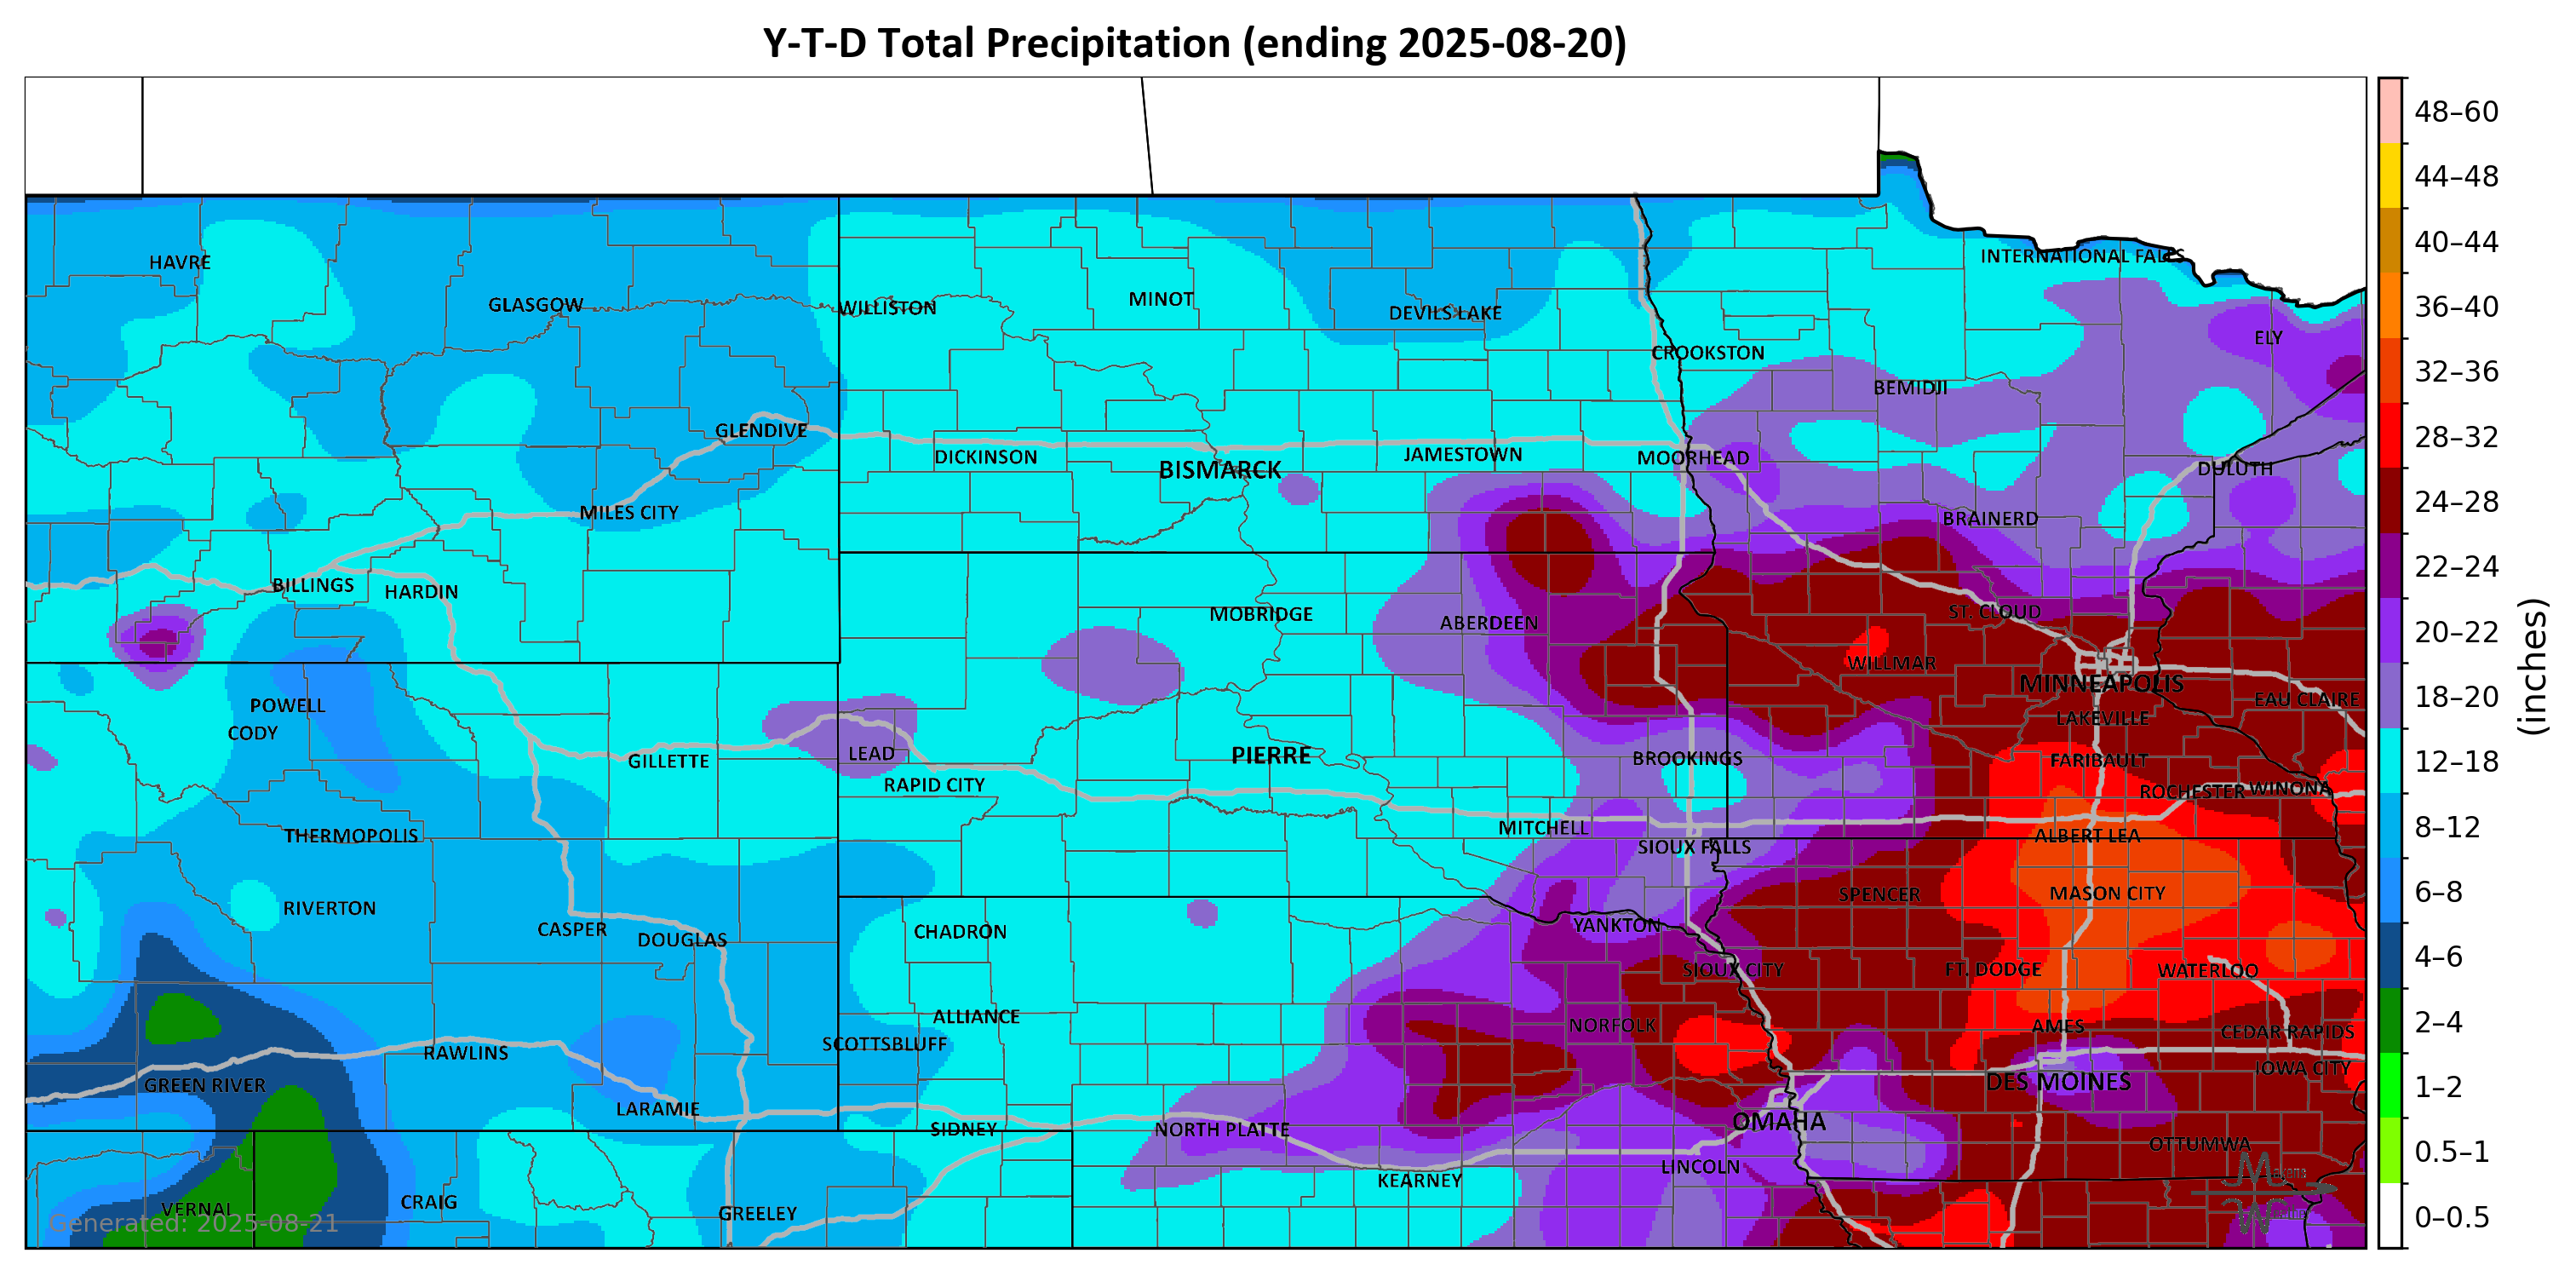 Y-T-D Total Precipitation (ending 2025-08-20)
48–60
44–48
40–44
36–40
32–36
28–32
24–28
22–24
20–22
18–20
12–18
8–12
6–8
4–6
2–4
1–2
0.5–1
0–0.5
(inches)
INTERNATIONAL FALLS
HAVRE
GLASGOW
WILLISTON
MINOT
DEVILS LAKE
ELY
CROOKSTON
BEMIDJI
GLENDIVE
DICKINSON
BISMARCK
JAMESTOWN
MOORHEAD
DULUTH
MILES CITY
BRAINERD
BILLINGS
HARDIN
MOBRIDGE
ABERDEEN
ST. CLOUD
WILLMAR
MINNEAPOLIS
POWELL
EAU CLAIRE
LAKEVILLE
CODY
GILLETTE
LEAD
PIERRE
BROOKINGS
FARIBAULT
RAPID CITY
ROCHESTER
WINONA
THERMOPOLIS
MITCHELL
ALBERT LEA
SIOUX FALLS
RIVERTON
SPENCER
MASON CITY
CASPER
DOUGLAS
CHADRON
YANKTON
SIOUX CITY
FT. DODGE
WATERLOO
ALLIANCE
NORFOLK
AMES
CEDAR RAPIDS
SCOTTSBLUFF
RAWLINS
IOWA CITY
GREEN RIVER
DES MOINES
LARAMIE
OMAHA
SIDNEY
NORTH PLATTE
OTTUMWA
LINCOLN
KEARNEY
VERNAL
CRAIG
GREELEY
Generated: 2025-08-21